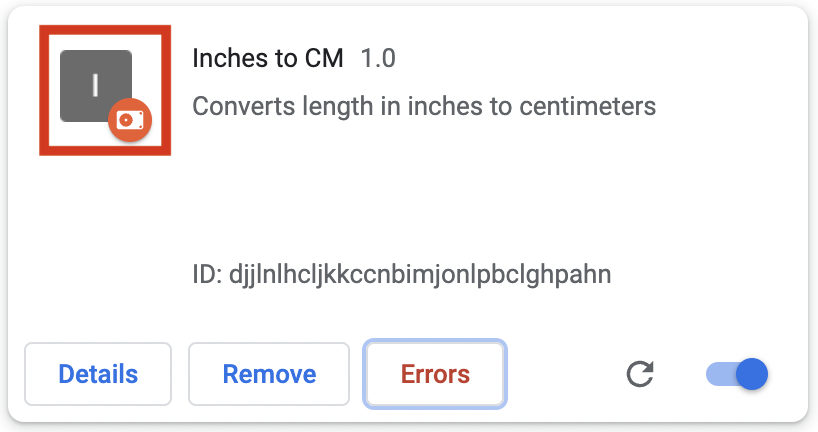 I
Inches to CM 1.0
Converts length in inches to centimeters
ID: djjlnlhcljkkccnbimjonlpbclghpahn
Details Remove Errors